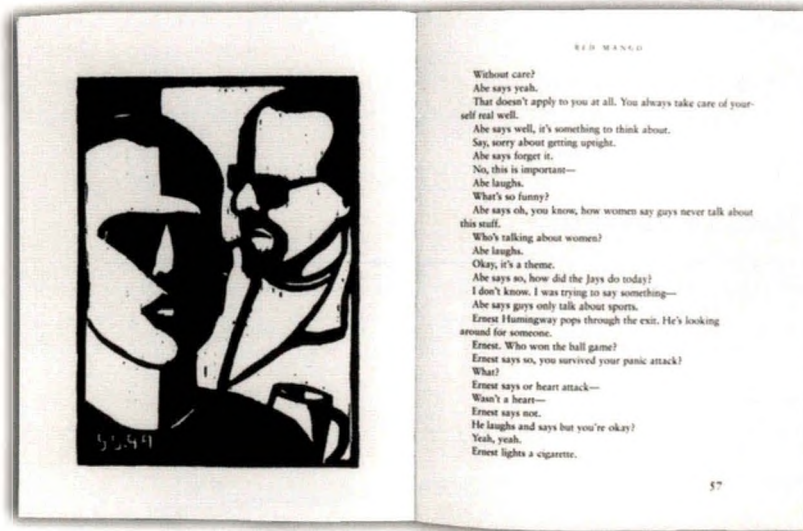 S.S.94
RED MANGO
Without care?
Abe says yeah.
That doesn't apply to you at all. You always take care of your-
self real well.
Abe says well, it's something to think about.
Say, sorry about getting uptight.
Abe says forget it.
No, this is important—
Abe laughs.
What's so funny?
Abe says oh, you know, how women say guys never talk about
this stuff.
Who's talking about women?
Abe laughs.
Okay, it's a theme.
Abe says so, how did the Jays do today?
I don't know. I was trying to say something—
Abe says guys only talk about sports.
Ernest Humingway pops through the exit. He's looking
around for someone.
Ernest. Who won the ball game?
Ernest says so, you survived your panic attack?
What?
Ernest says or heart attack—
Wasn't a heart—
Ernest says not.
He laughs and says but you're okay?
Yeah, yeah.
Ernest lights a cigarette.
57